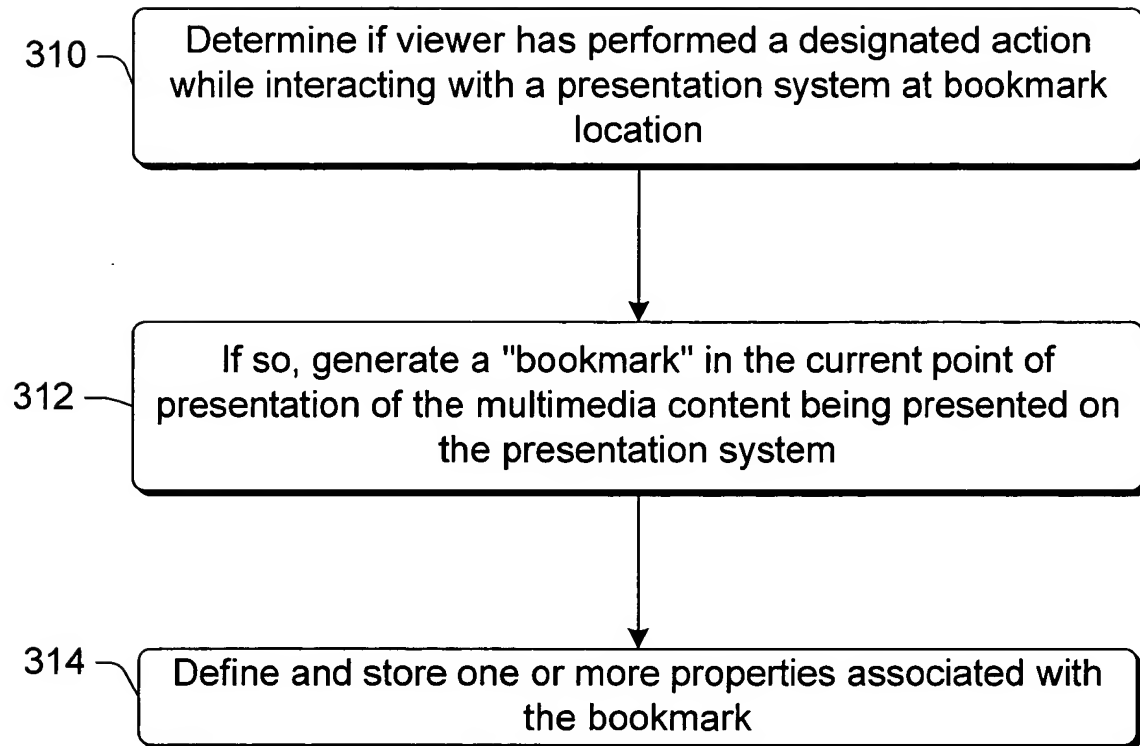 310
Determine if viewer has performed a designated action
while interacting with a presentation system at bookmark
location
312
If so, generate a "bookmark" in the current point of
presentation of the multimedia content being presented on
the presentation system
314
Define and store one or more properties associated with
the bookmark